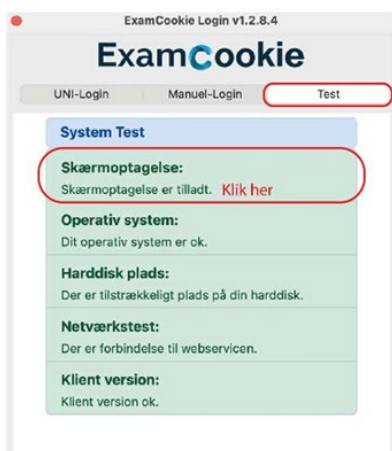 ExamCookie Login v1.2.8.4
ExamCookie
UNI-Login Manuel-Login Test
System Test
Skærmoptagelse:
Skærmoptagelse er tilladt. Klik her
Operativ system:
Dit operativ system er ok.
Harddisk plads:
Der er tilstrækkeligt plads på din harddisk.
Netværkstest:
Der er forbindelse til webservicen.
Klient version:
Klient version ok.